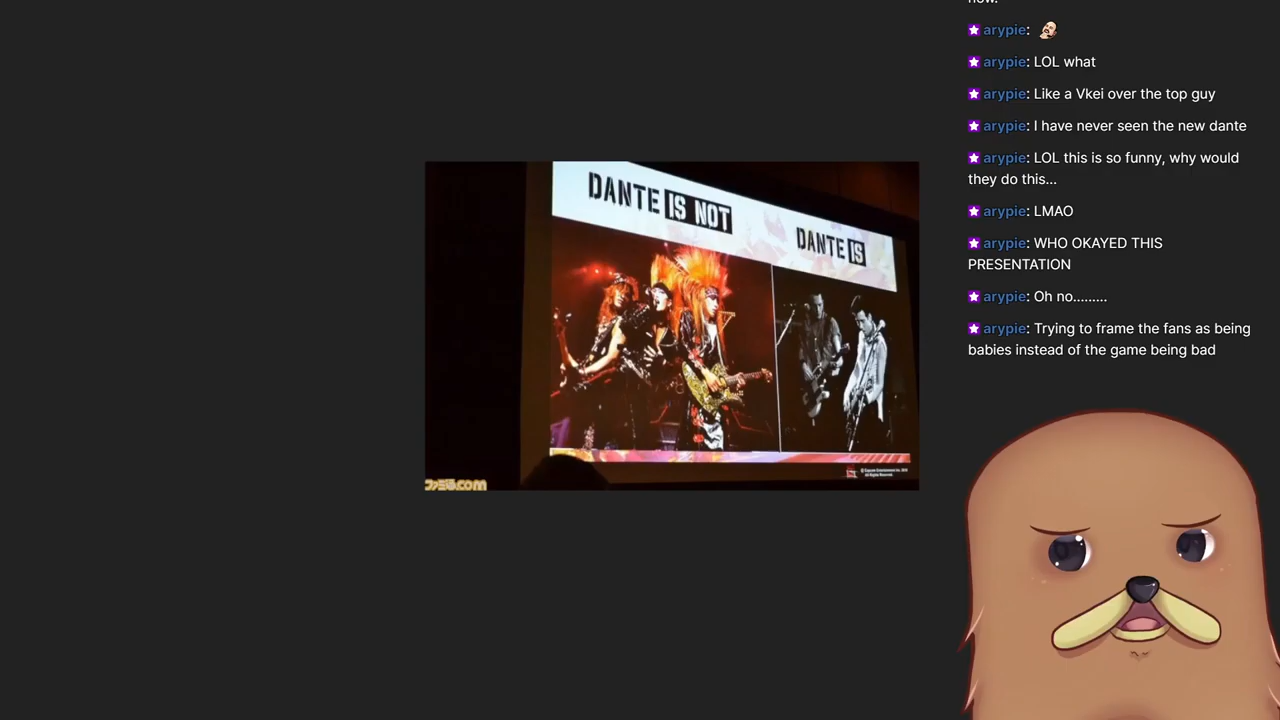 now.
arypie:
arypie: LOL what
arypie: Like a Vkei over the top guy
arypie: I have never seen the new dante
arypie: LOL this is so funny, why would
they do this...
arypie: LMAO
arypie: WHO OKAYED THIS
PRESENTATION
arypie: Oh no.........
arypie: Trying to frame the fans as being
babies instead of the game being bad
DANTE IS NOT
DANTE IS
ファミ通.com